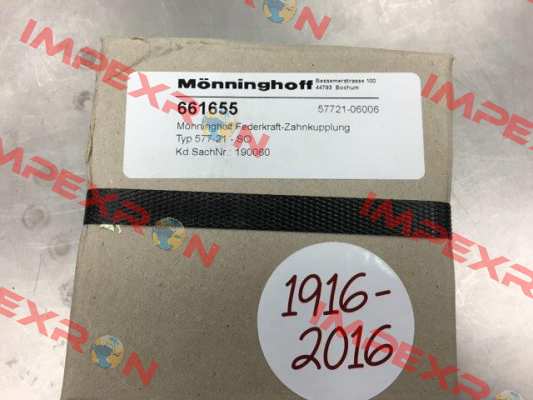 Mönninghoff
Bessemerstrasse 100
44793 Bochum
661655
57721-06006
Mönninghoff Federkraft-Zahnkupplung
Typ 577-21 - SO
Kd.SachNr.: 190060
1916-
2016
IMPEXRON
IMPEXRON
IMPEXRON
IMPEXRON
IMPEXRON